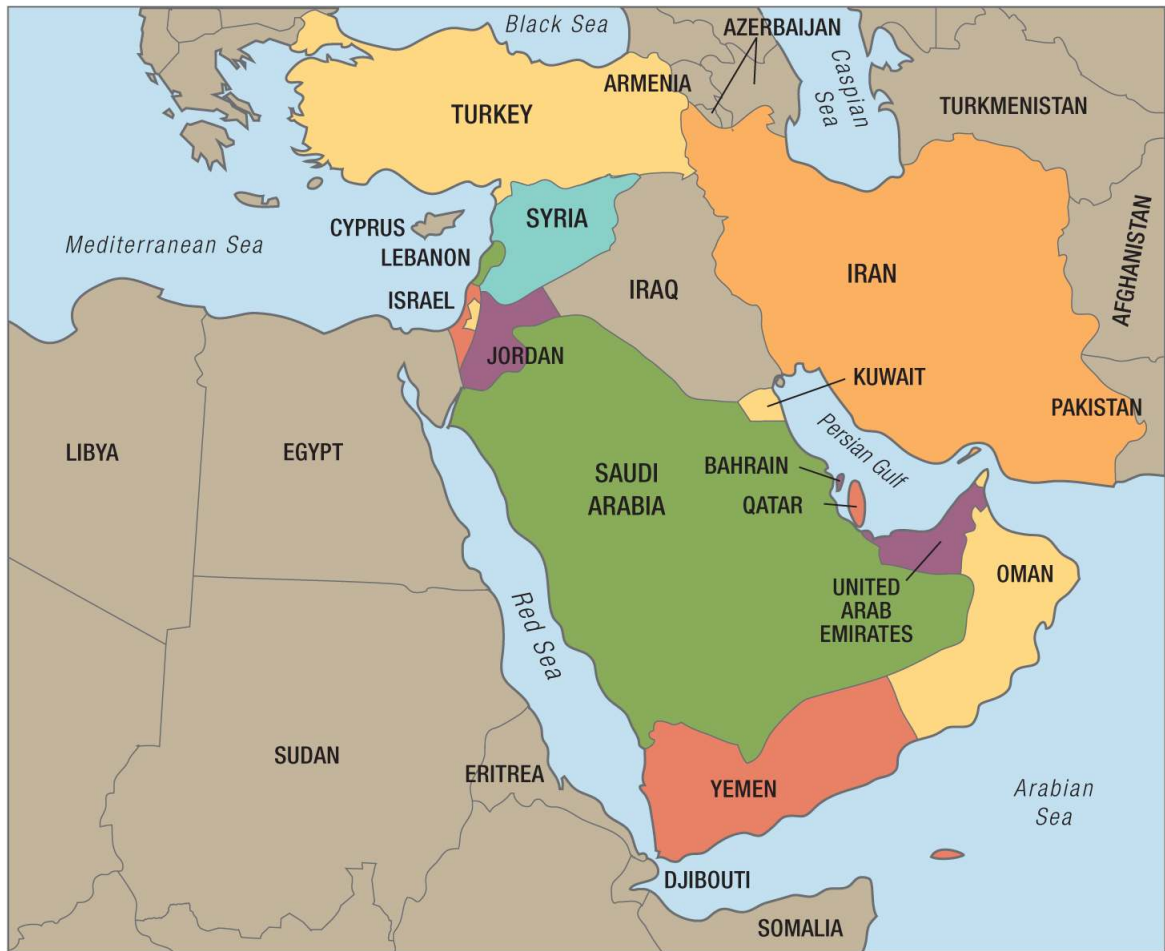 Black Sea
AZERBAIJAN
Caspian
Sea
ARMENIA
TURKEY
TURKMENISTAN
SYRIA
CYPRUS
Mediterranean Sea
LEBANON
AFGHANISTAN
IRAN
IRAQ
ISRAEL
JORDAN
KUWAIT
PAKISTAN
Persian Gulf
LIBYA
EGYPT
SAUDI
ARABIA
BAHRAIN
QATAR
OMAN
UNITED
ARAB
EMIRATES
Red Sea
SUDAN
ERITREA
YEMEN
Arabian
Sea
DJIBOUTI
SOMALIA